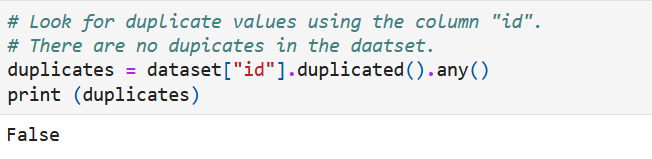 # Look for duplicate values using the column "id".
# There are no dupicates in the daatset.
duplicates = dataset["id"].duplicated().any()
print (duplicates)
False